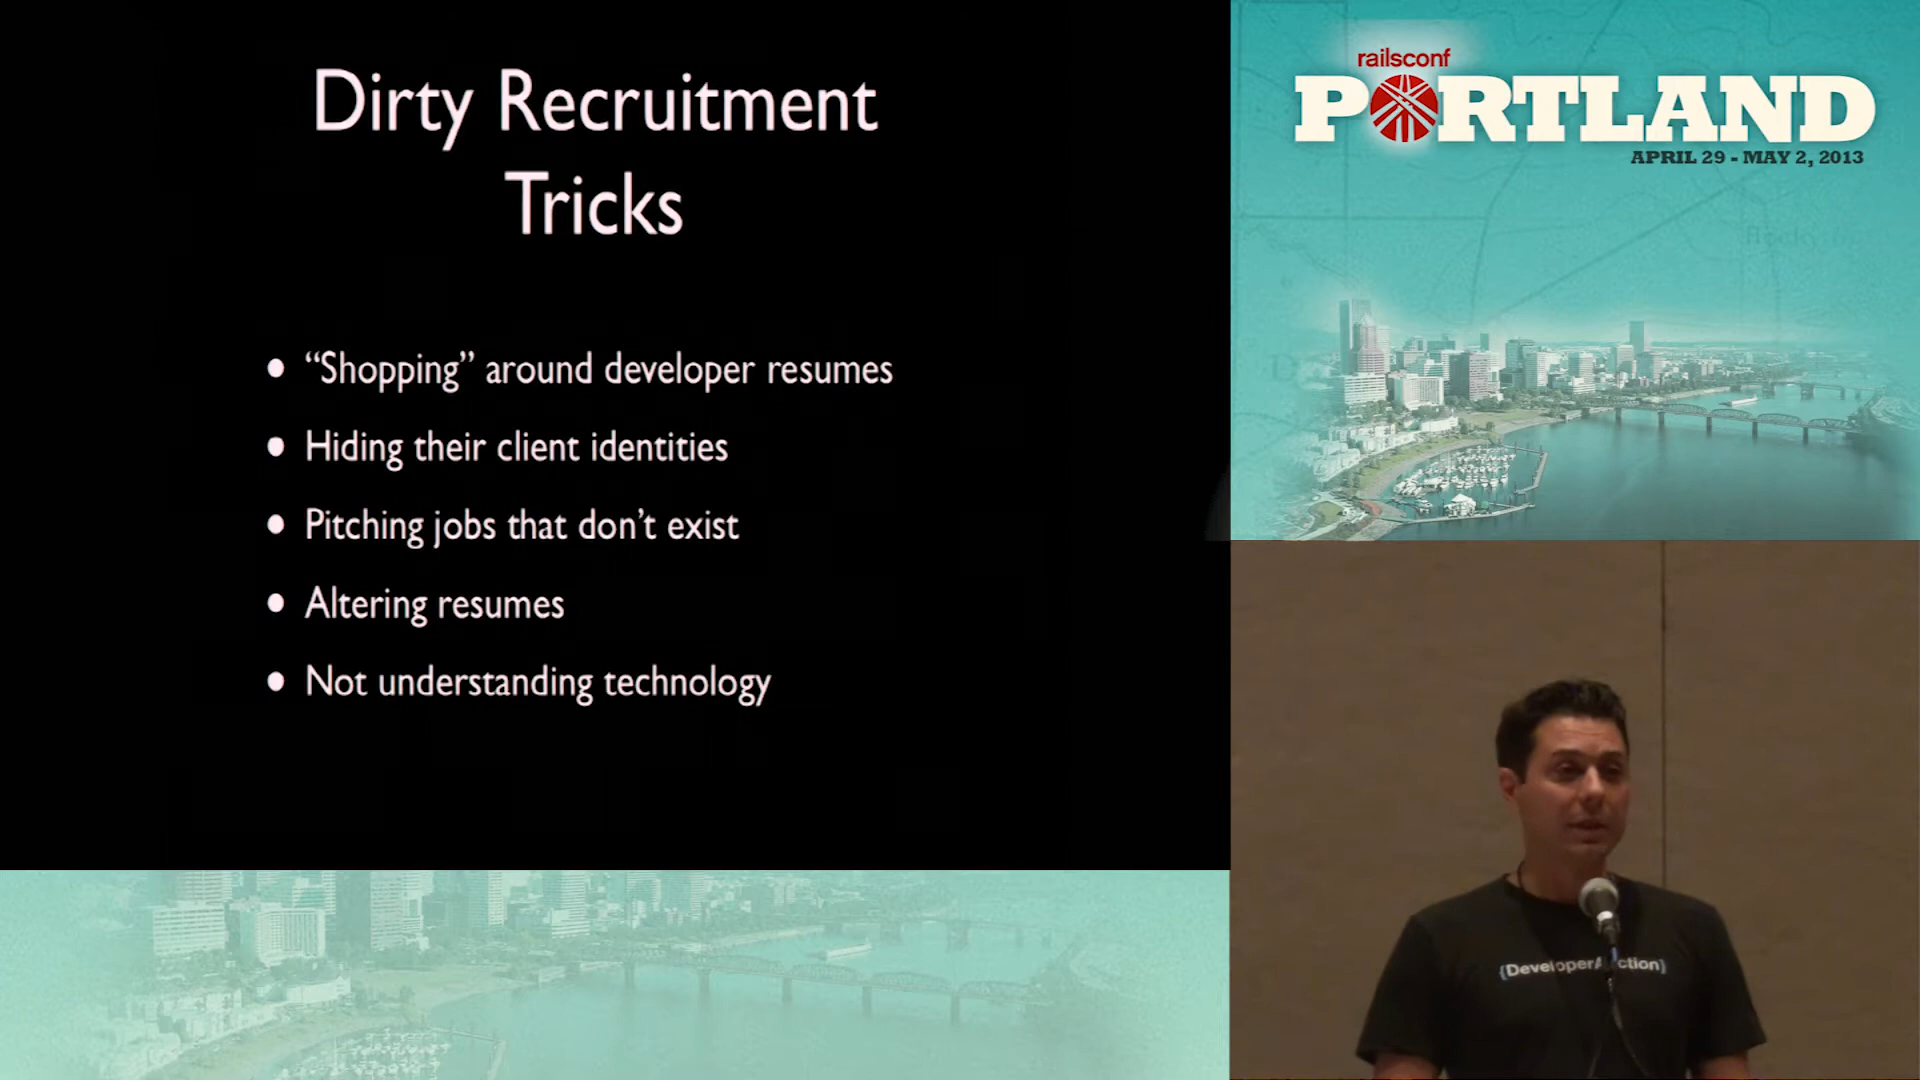 Dirty Recruitment
Tricks
• “Shopping” around developer resumes
• Hiding their client identities
• Pitching jobs that don’t exist
• Altering resumes
• Not understanding technology
railsconf
PORTLAND
APRIL 29 - MAY 2, 2013